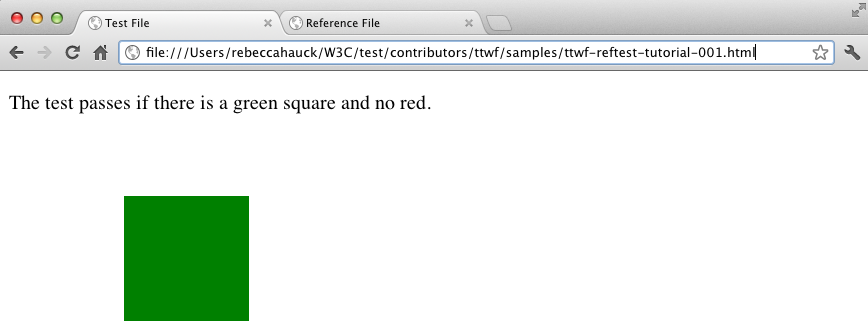 Test File
Reference File
file:///Users/rebeccahauck/W3C/test/contributors/ttwf/samples/ttwf-reftest-tutorial-001.html
The test passes if there is a green square and no red.